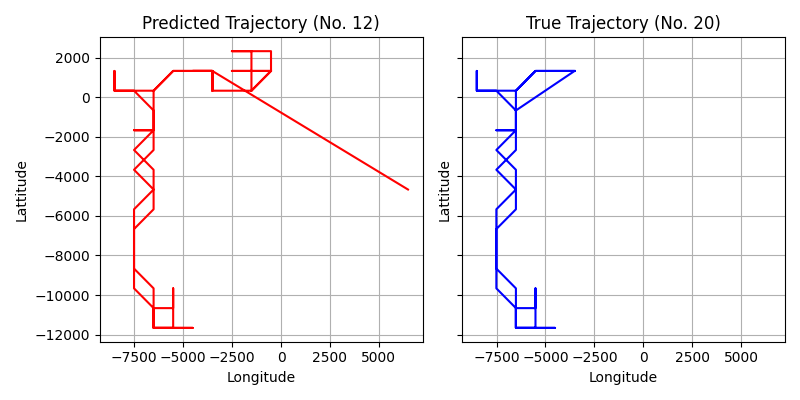 Predicted Trajectory (No. 12)
True Trajectory (No. 20)
Lattitude
2000
0
−2000
−4000
−6000
−8000
−10000
−12000
−7500 −5000 −2500 0 2500 5000
Longitude
Lattitude
−7500 −5000 −2500 0 2500 5000
Longitude